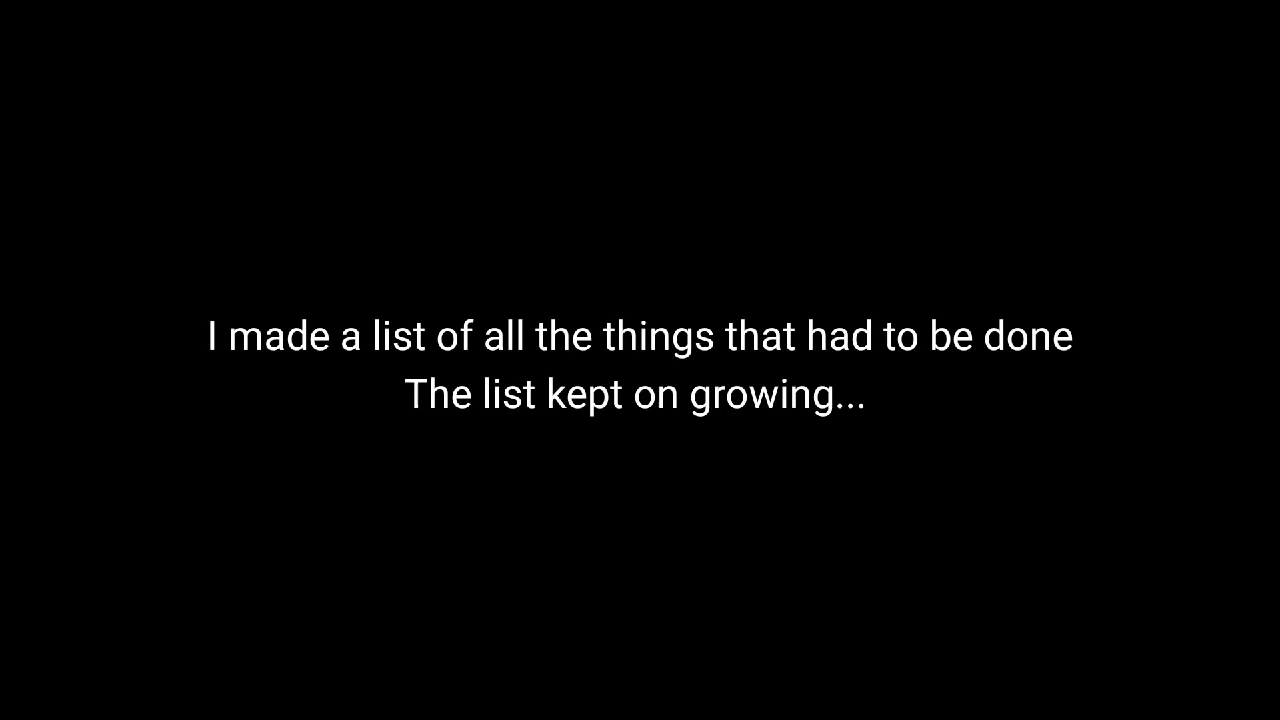 I made a list of all the things that had to be done
The list kept on growing...